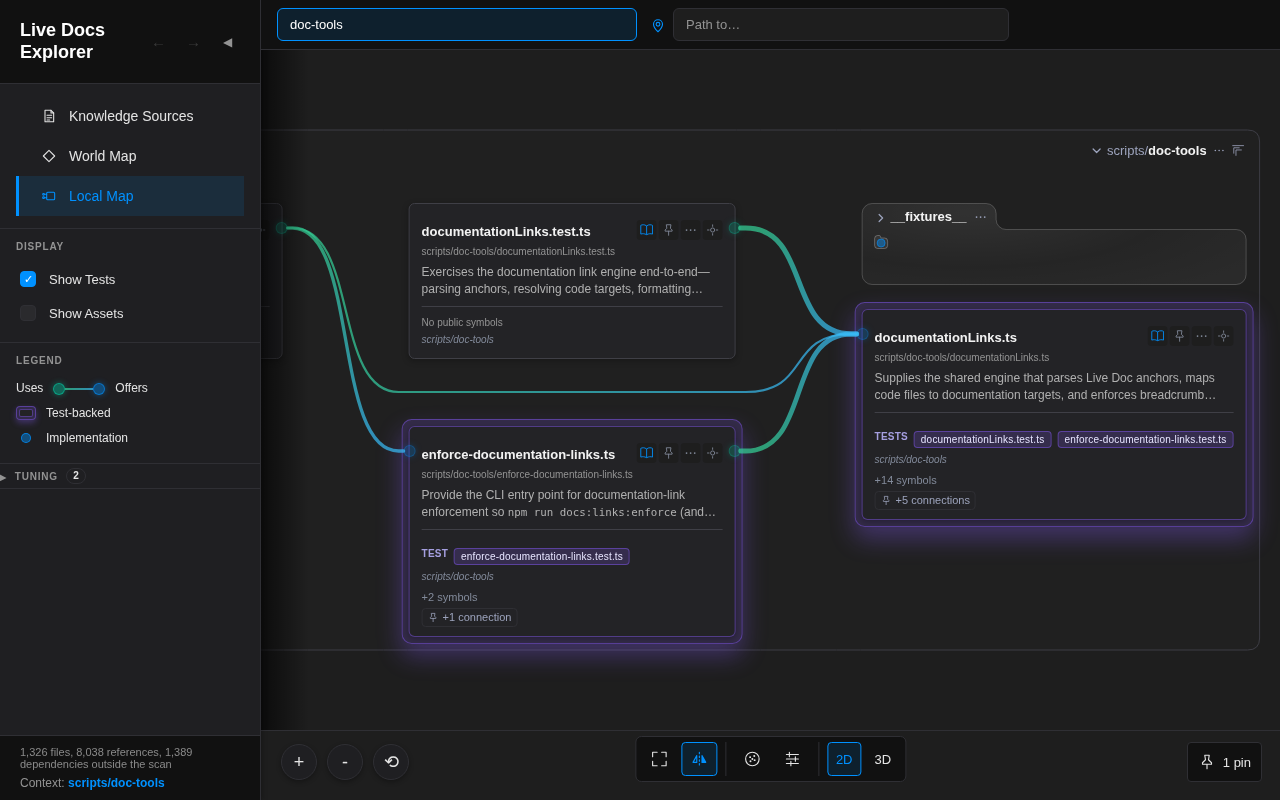 Live Docs
Explorer
← → ◀
Knowledge Sources
World Map
Local Map
DISPLAY
Show Tests
Show Assets
LEGEND
Uses Offers
Test-backed
Implementation
TUNING 2
1,326 files, 8,038 references, 1,389
dependencies outside the scan
Context: scripts/doc-tools
doc-tools
Path to…
scripts/doc-tools ⋯
documentationLinks.test.ts
scripts/doc-tools/documentationLinks.test.ts
Exercises the documentation link engine end-to-end—
parsing anchors, resolving code targets, formatting…
No public symbols
scripts/doc-tools
enforce-documentation-links.ts
scripts/doc-tools/enforce-documentation-links.ts
Provide the CLI entry point for documentation-link
enforcement so npm run docs:links:enforce (and…
TEST enforce-documentation-links.test.ts
scripts/doc-tools
+2 symbols
+1 connection
__fixtures__ ⋯
documentationLinks.ts
scripts/doc-tools/documentationLinks.ts
Supplies the shared engine that parses Live Doc anchors, maps
code files to documentation targets, and enforces breadcrumb…
TESTS documentationLinks.test.ts enforce-documentation-links.test.ts
scripts/doc-tools
+14 symbols
+5 connections
+ - ⟲
2D 3D
1 pin